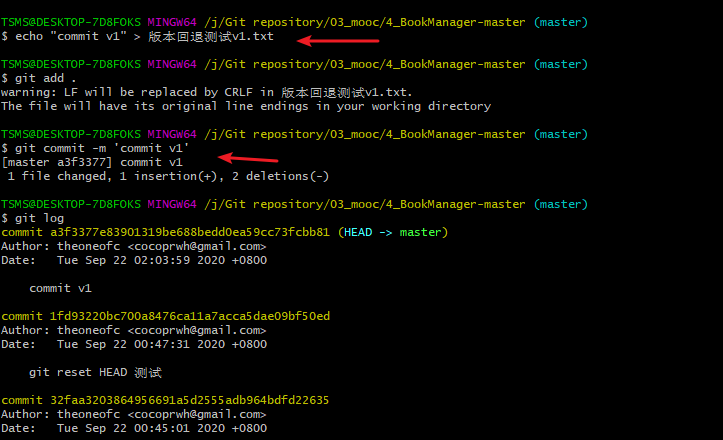 TSMS@DESKTOP-7D8FOKS MINGW64 /j/Git repository/03_mooc/4_BookManager-master (master)
$ echo "commit v1" > 版本回退测试v1.txt
TSMS@DESKTOP-7D8FOKS MINGW64 /j/Git repository/03_mooc/4_BookManager-master (master)
$ git add .
warning: LF will be replaced by CRLF in 版本回退测试v1.txt.
The file will have its original line endings in your working directory
TSMS@DESKTOP-7D8FOKS MINGW64 /j/Git repository/03_mooc/4_BookManager-master (master)
$ git commit -m 'commit v1'
[master a3f3377] commit v1
1 file changed, 1 insertion(+), 2 deletions(-)
TSMS@DESKTOP-7D8FOKS MINGW64 /j/Git repository/03_mooc/4_BookManager-master (master)
$ git log
commit a3f3377e83901319be688bedd0ea59cc73fcbb81 (HEAD -> master)
Author: theoneofc <cocoprwh@gmail.com>
Date:   Tue Sep 22 02:03:59 2020 +0800
commit v1
commit 1fd93220bc700a8476ca11a7acca5dae09bf50ed
Author: theoneofc <cocoprwh@gmail.com>
Date:   Tue Sep 22 00:47:31 2020 +0800
git reset HEAD 测试
commit 32faa3203864956691a5d2555adb964bdfd22635
Author: theoneofc <cocoprwh@gmail.com>
Date:   Tue Sep 22 00:45:01 2020 +0800